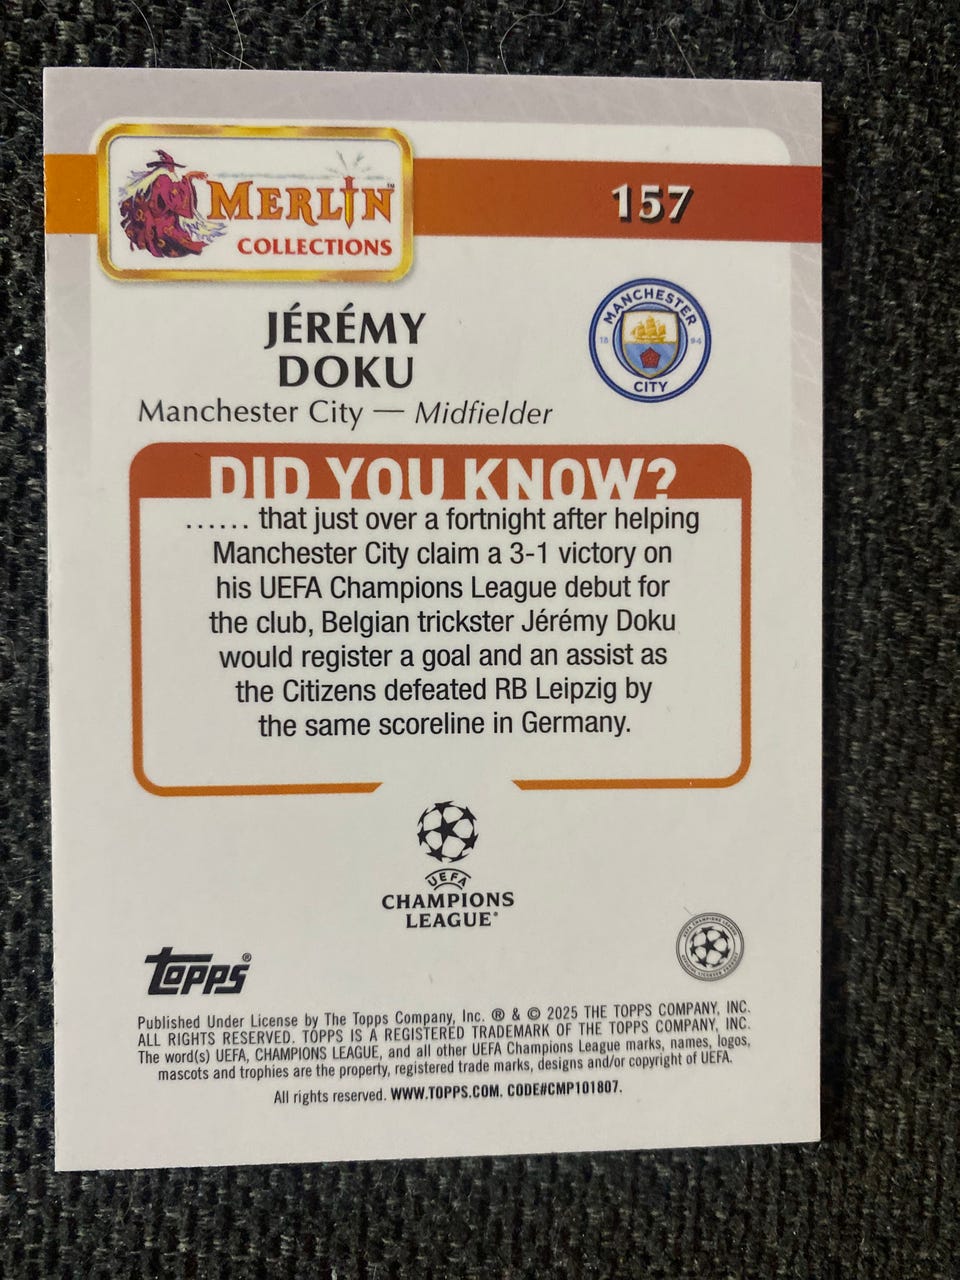 MERLIN™
COLLECTIONS
157
JÉRÉMY
DOKU
MANCHESTER
18 94
CITY
Manchester City — Midfielder
DID YOU KNOW?
...... that just over a fortnight after helping
Manchester City claim a 3-1 victory on
his UEFA Champions League debut for
the club, Belgian trickster Jérémy Doku
would register a goal and an assist as
the Citizens defeated RB Leipzig by
the same scoreline in Germany.
UEFA
CHAMPIONS
LEAGUE®
topps®
Published Under License by The Topps Company, Inc. ® & © 2025 THE TOPPS COMPANY, INC.
ALL RIGHTS RESERVED. TOPPS IS A REGISTERED TRADEMARK OF THE TOPPS COMPANY, INC.
The word(s) UEFA, CHAMPIONS LEAGUE, and all other UEFA Champions League marks, names, logos,
mascots and trophies are the property, registered trade marks, designs and/or copyright of UEFA.
All rights reserved. WWW.TOPPS.COM. CODE#CMP101807.